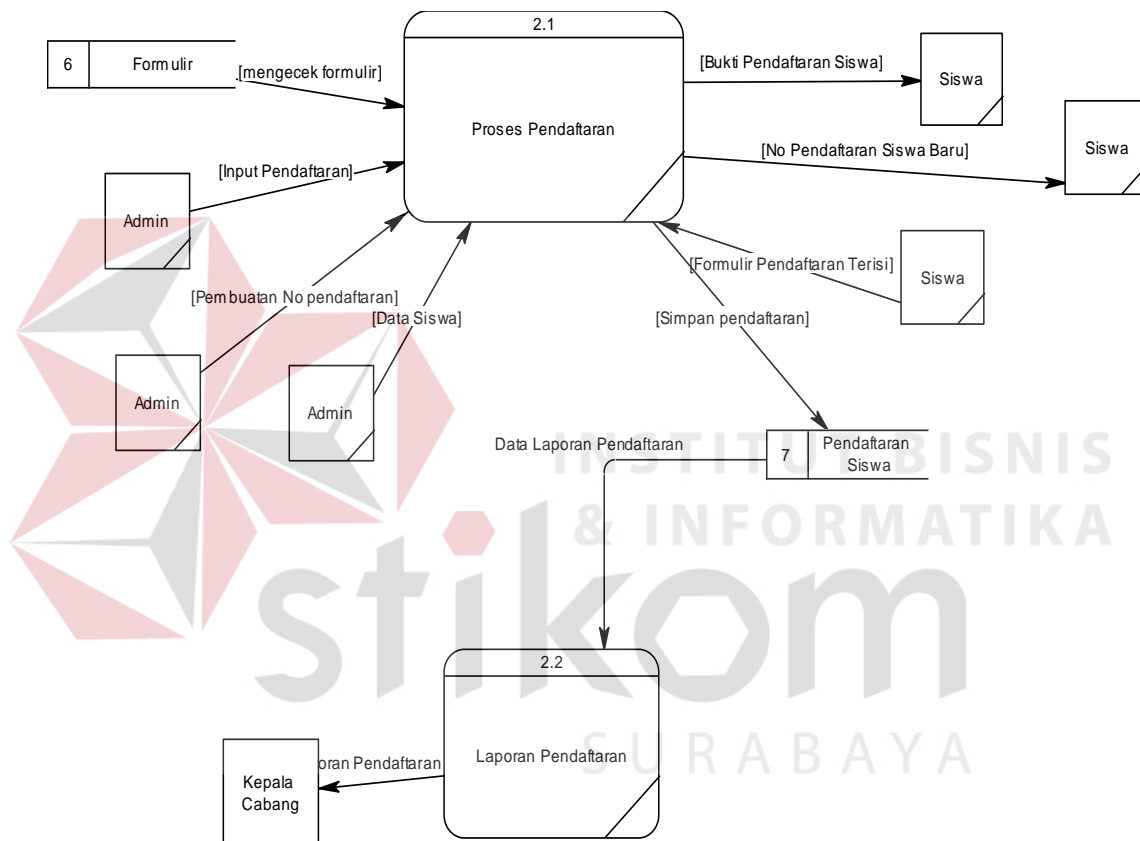 2.1
6 Formulir
[mengecek formulir]
[Bukti Pendaftaran Siswa]
Siswa
Proses Pendaftaran
[No Pendaftaran Siswa Baru]
Siswa
[Input Pendaftaran]
Admin
[Formulir Pendaftaran Terisi]
Siswa
[Pembuatan No pendaftaran]
[Data Siswa]
[Simpan pendaftaran]
Admin
Admin
Data Laporan Pendaftaran
7 Pendaftaran
Siswa
INSTITUT BISNIS
& INFORMATIKA
stikom
SURABAYA
2.2
Laporan Pendaftaran
oran Pendaftaran
Kepala
Cabang